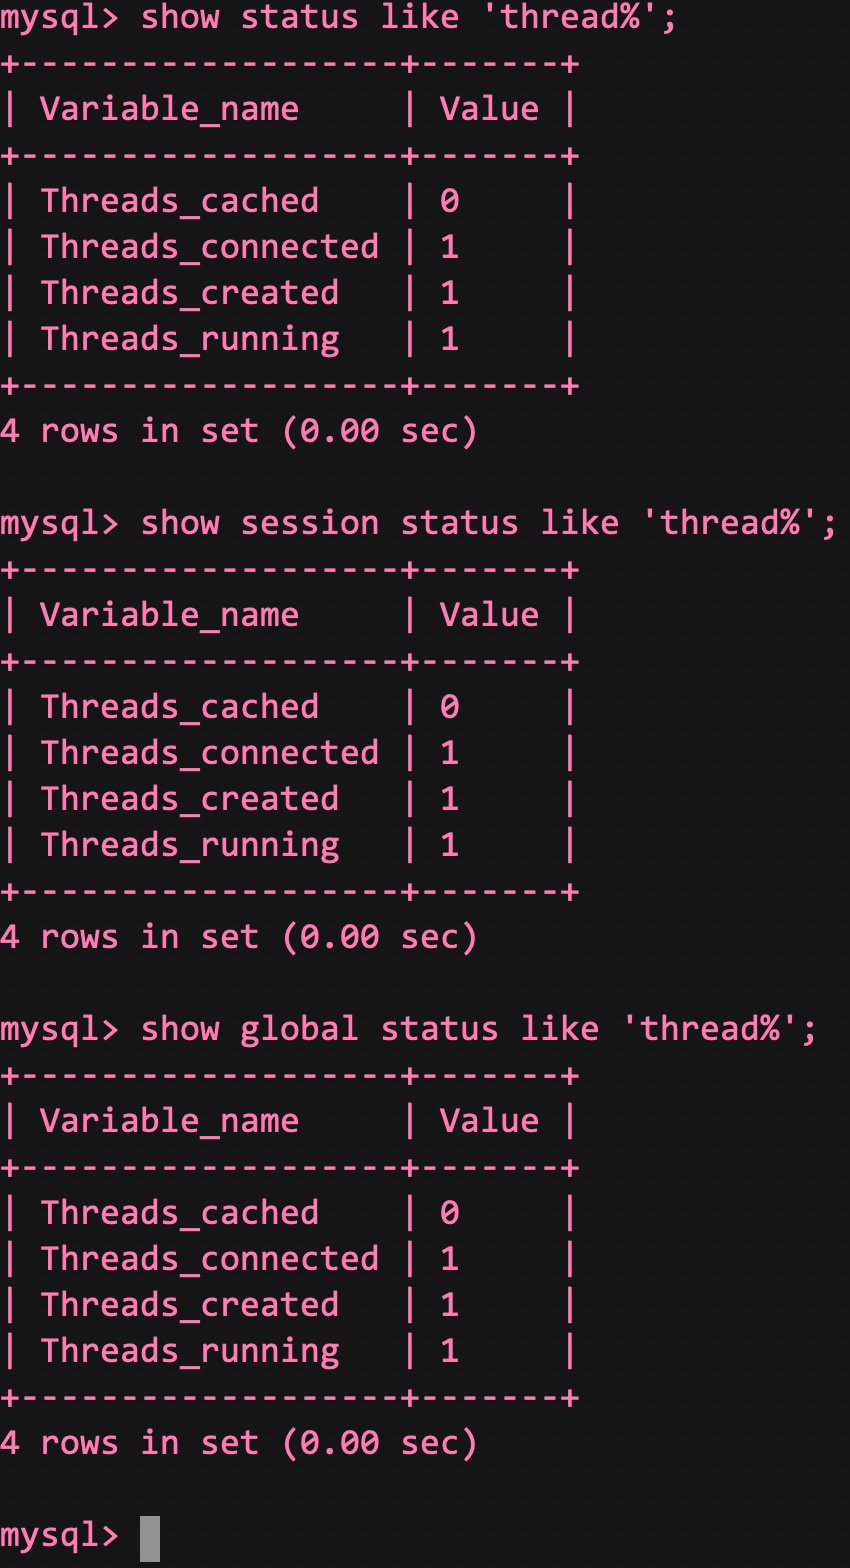 mysql> show status like 'thread%';
+-------------------+-------+
| Variable_name     | Value |
+-------------------+-------+
| Threads_cached    | 0     |
| Threads_connected | 1     |
| Threads_created   | 1     |
| Threads_running   | 1     |
+-------------------+-------+
4 rows in set (0.00 sec)

mysql> show session status like 'thread%';
+-------------------+-------+
| Variable_name     | Value |
+-------------------+-------+
| Threads_cached    | 0     |
| Threads_connected | 1     |
| Threads_created   | 1     |
| Threads_running   | 1     |
+-------------------+-------+
4 rows in set (0.00 sec)

mysql> show global status like 'thread%';
+-------------------+-------+
| Variable_name     | Value |
+-------------------+-------+
| Threads_cached    | 0     |
| Threads_connected | 1     |
| Threads_created   | 1     |
| Threads_running   | 1     |
+-------------------+-------+
4 rows in set (0.00 sec)

mysql>